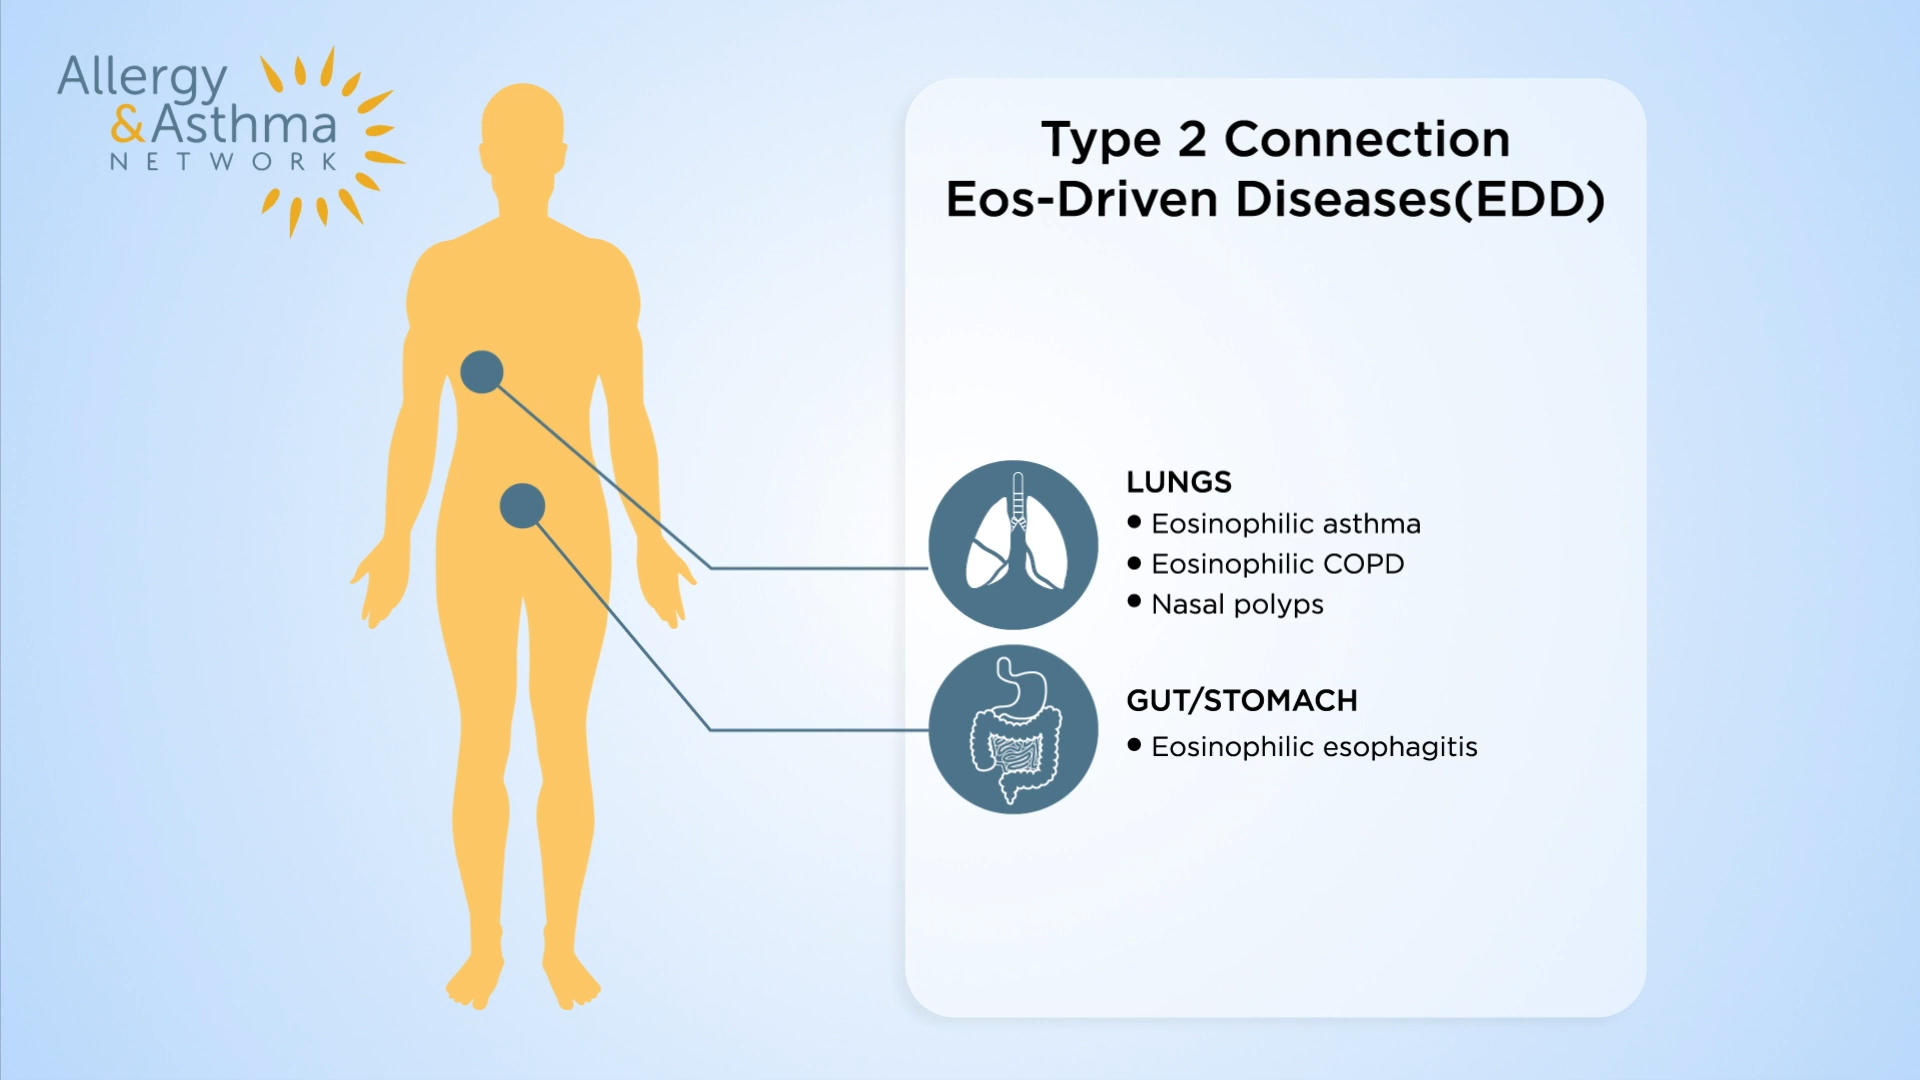 Allergy
&Asthma
NETWORK
Type 2 Connection
Eos-Driven Diseases(EDD)
LUNGS
• Eosinophilic asthma
• Eosinophilic COPD
• Nasal polyps
GUT/STOMACH
• Eosinophilic esophagitis